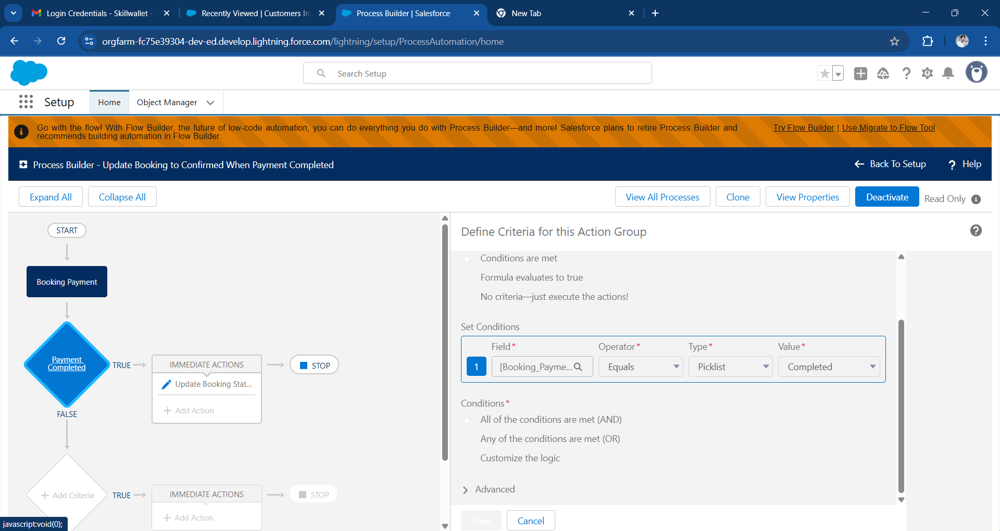 Login Credentials - Skillwallet -
Recently Viewed | Customers In
Process Builder | Salesforce
New Tab
orgfarm-fc75e39304-dev-ed.develop.lightning.force.com/lightning/setup/ProcessAutomation/home
Search Setup
Setup
Home
Object Manager
Go with the flow! With Flow Builder, the future of low-code automation, you can do everything you do with Process Builder—and more! Salesforce plans to retire Process Builder and
recommends building automation in Flow Builder.
Try Flow Builder | Use Migrate to Flow Tool
Process Builder - Update Booking to Confirmed When Payment Completed
Back To Setup
? Help
Expand All
Collapse All
View All Processes
Clone
View Properties
Deactivate
Read Only
START
Booking Payment
Payment
Completed
TRUE
IMMEDIATE ACTIONS
Update Booking Stat...
+ Add Action
STOP
FALSE
+ Add Criteria
TRUE
IMMEDIATE ACTIONS
+ Add Action
STOP
javascript:void(0);
Define Criteria for this Action Group
Conditions are met
Formula evaluates to true
No criteria—just execute the actions!
Set Conditions
Field*
Operator*
Type*
Value*
1
[Booking_Payme...
Equals
Picklist
Completed
Conditions*
All of the conditions are met (AND)
Any of the conditions are met (OR)
Customize the logic
Advanced
Save
Cancel